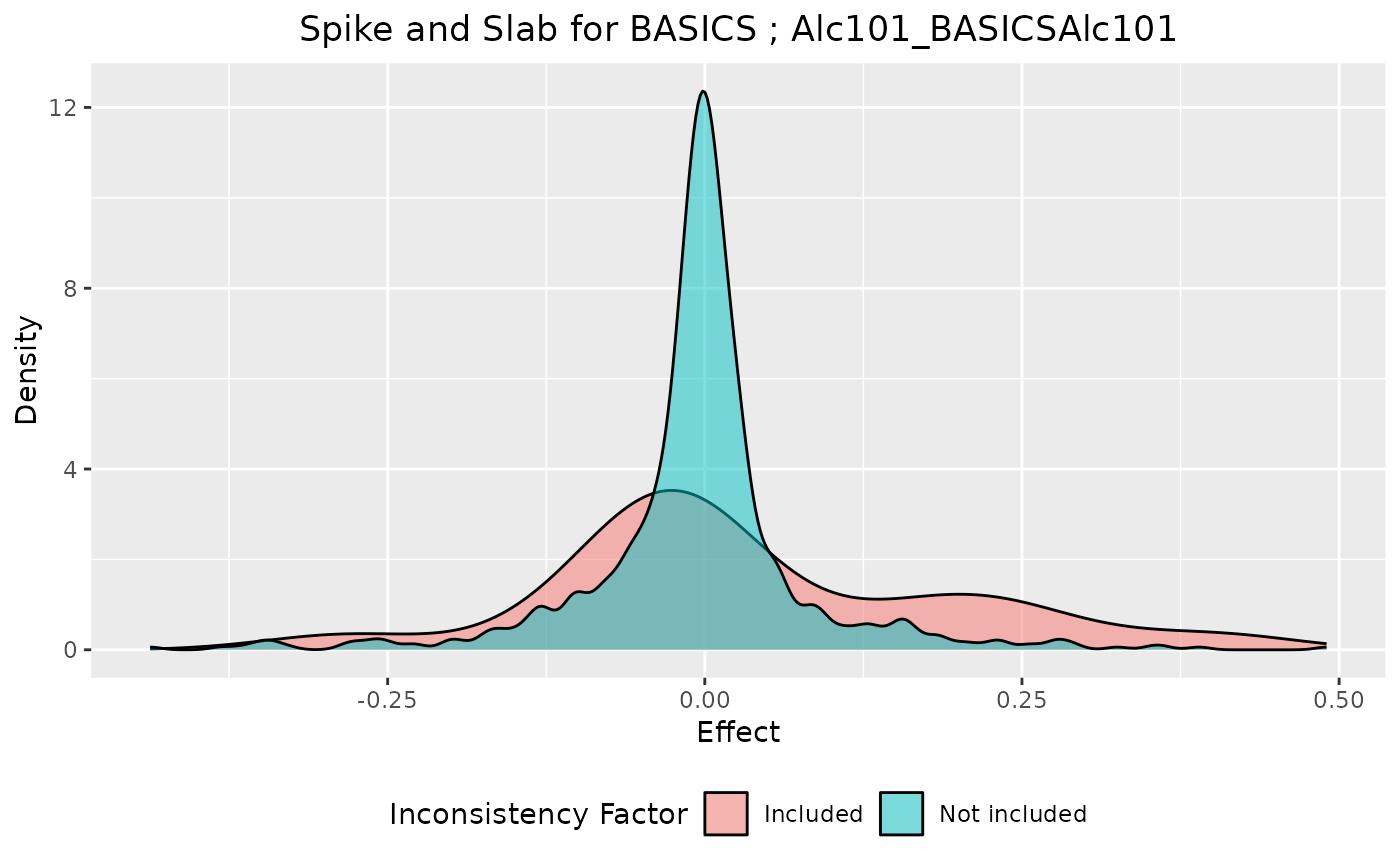 Spike and Slab for BASICS ; Alc101_BASICSAlc101
12
8
4
0
Density
-0.25 0.00 0.25 0.50
Effect
Inconsistency Factor Included Not included